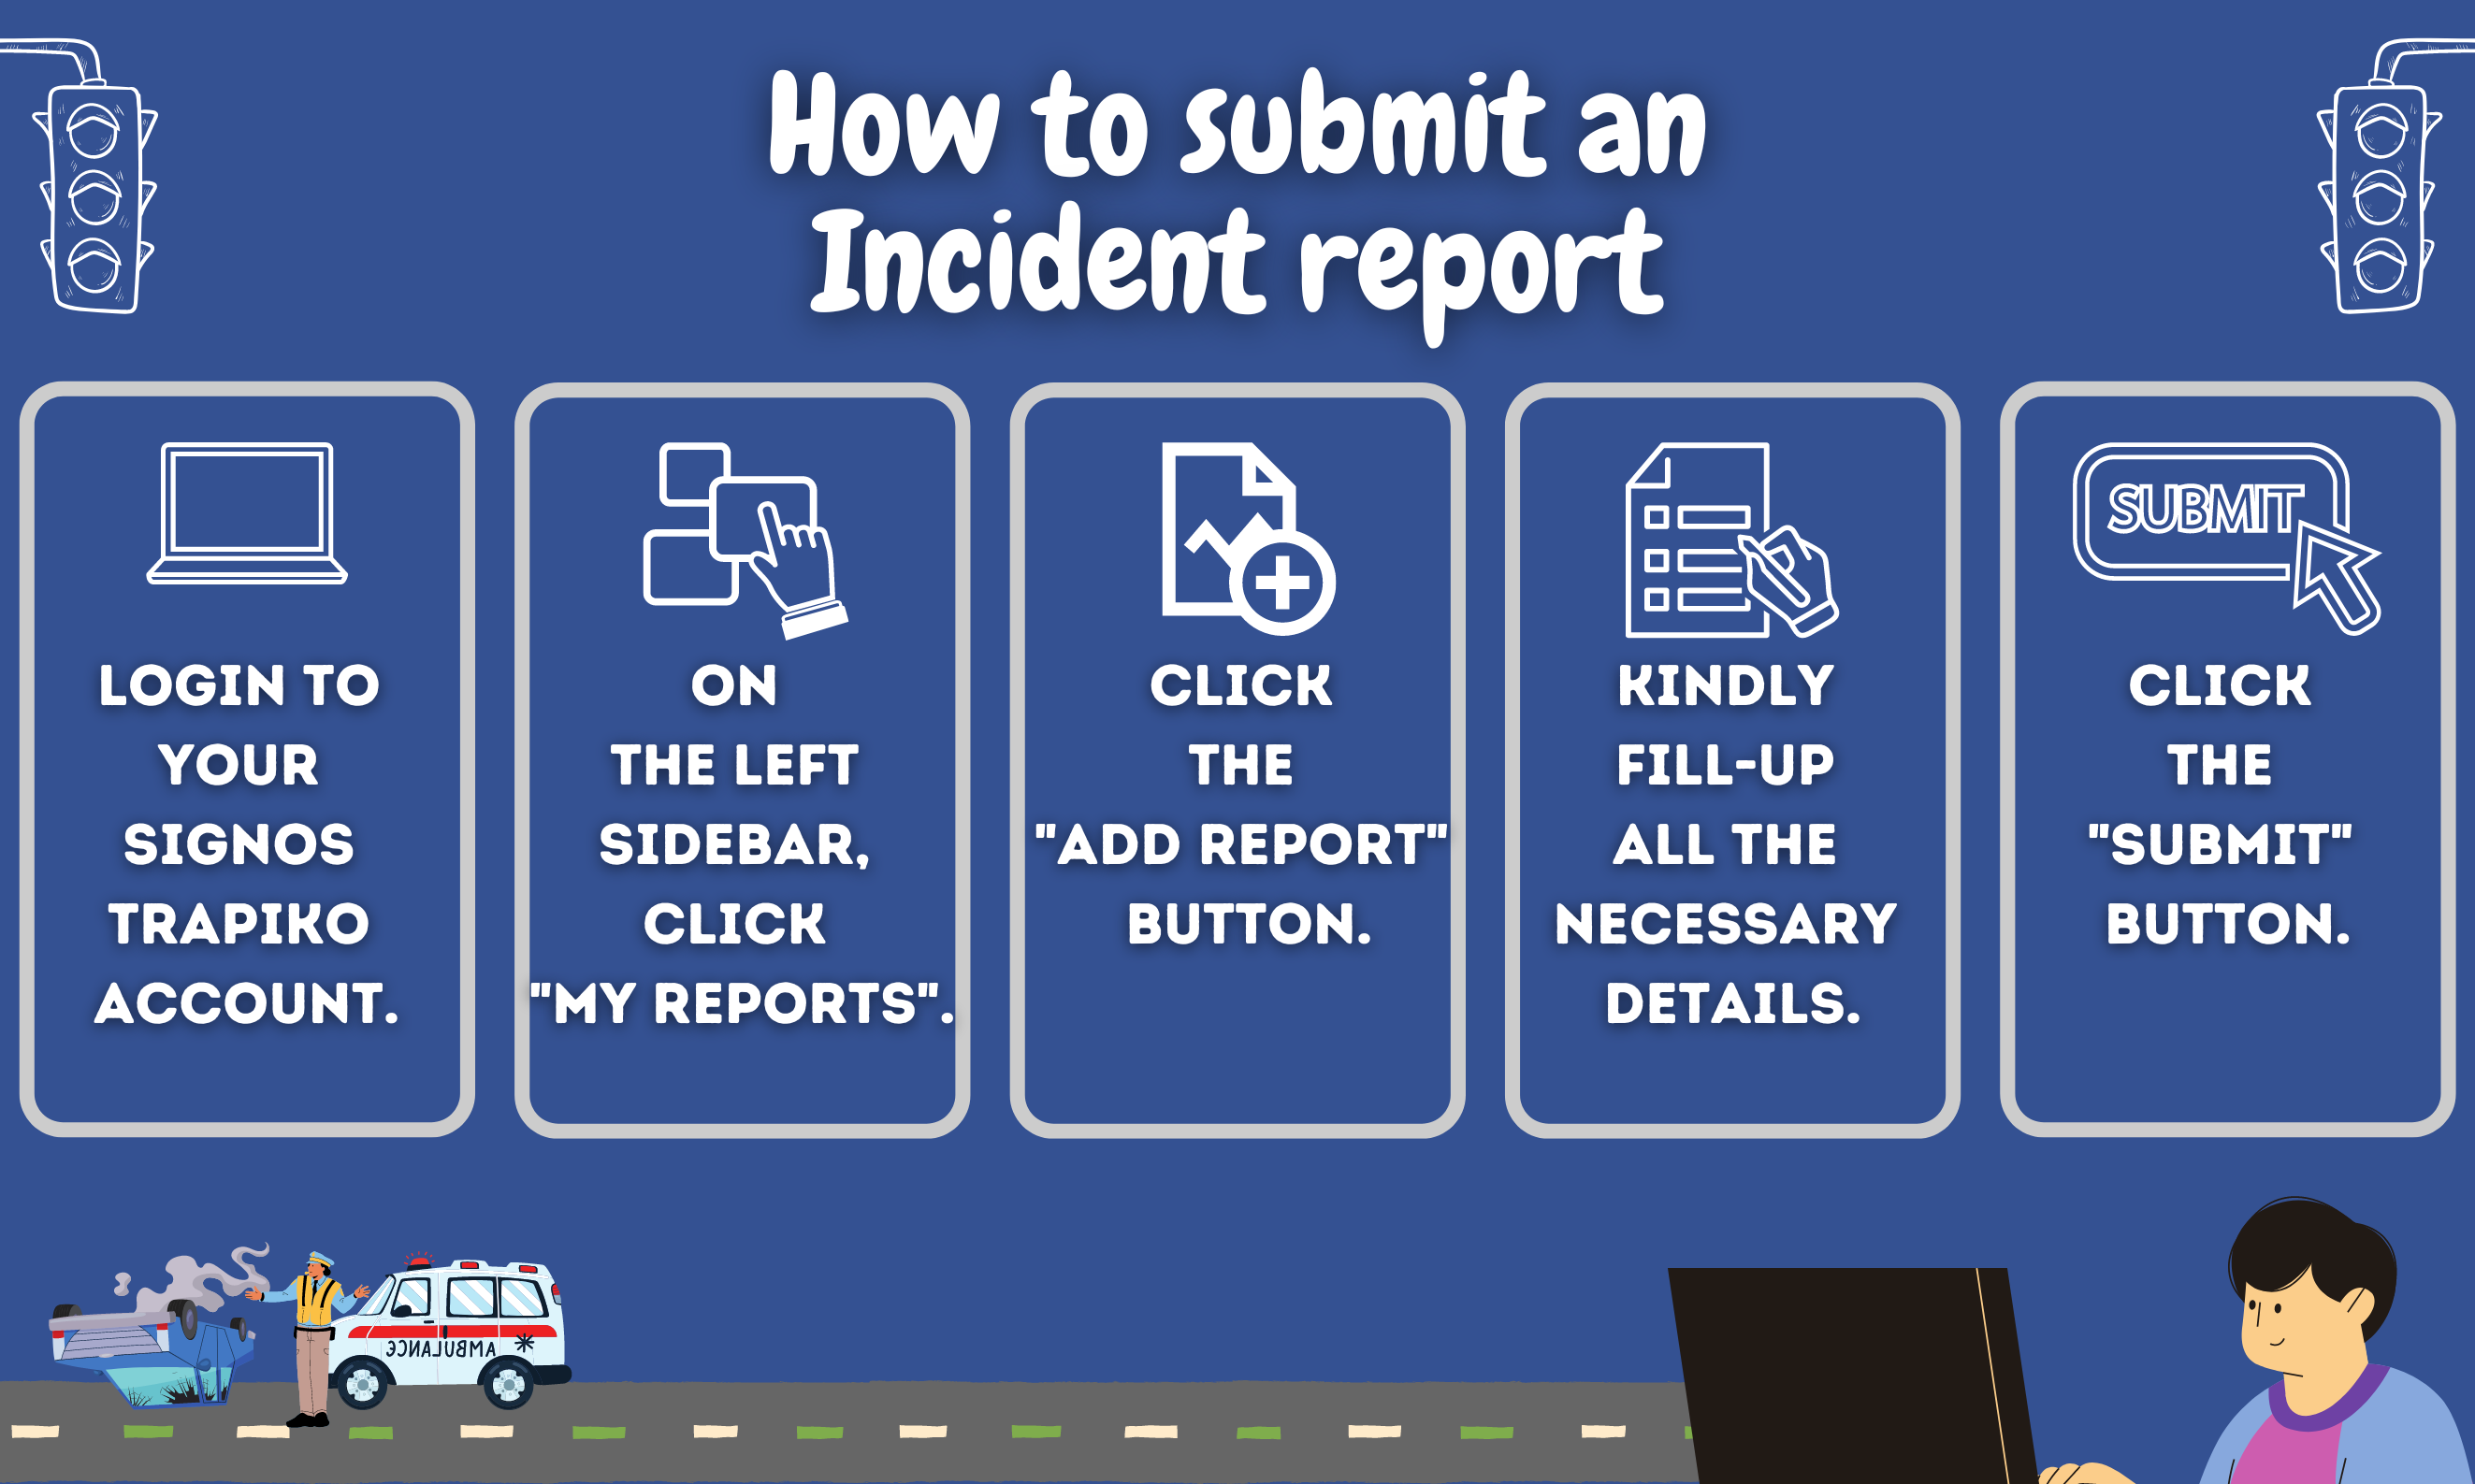 How to submit an
Incident report
SUBMIT
LOGIN TO
YOUR
SIGNOS
TRAPIKO
ACCOUNT.
ON
THE LEFT
SIDEBAR,
CLICK
"MY REPORTS".
CLICK
THE
"ADD REPORT"
BUTTON.
KINDLY
FILL-UP
ALL THE
NECESSARY
DETAILS.
CLICK
THE
"SUBMIT"
BUTTON.
AMBULANCE